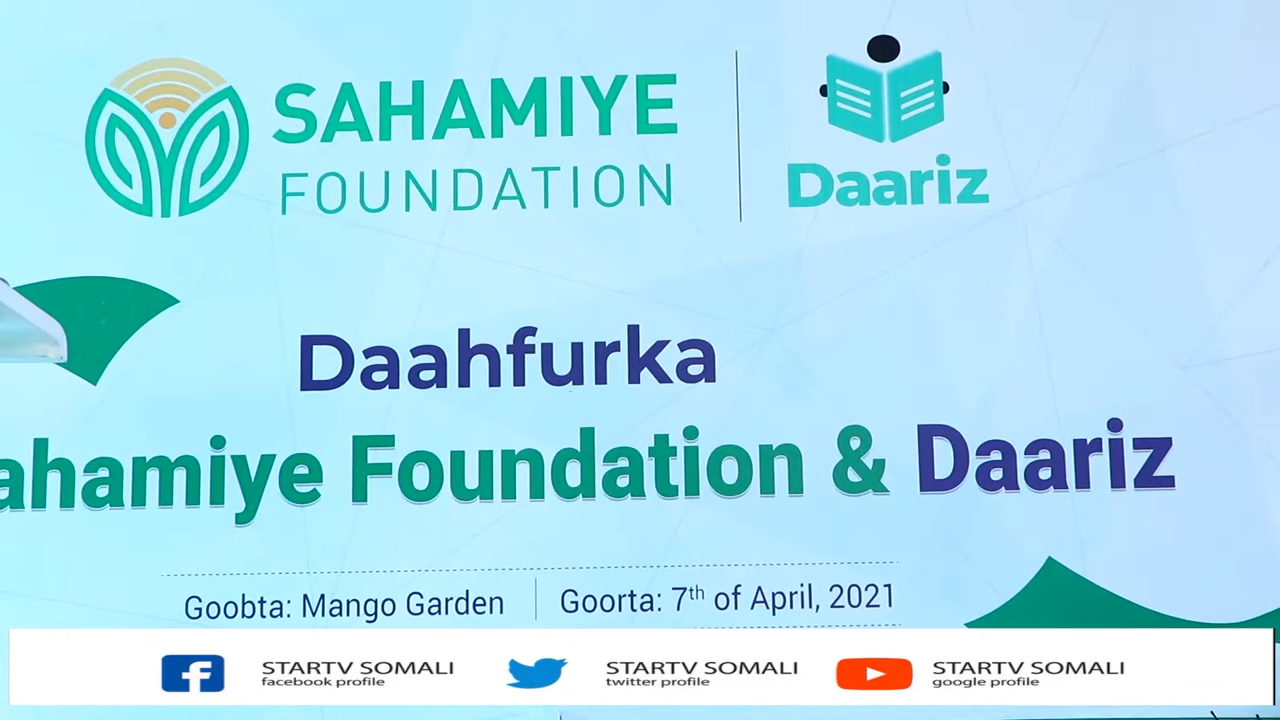 SAHAMIYE
FOUNDATION
Daariz
Daahfurka
ahamiye Foundation & Daariz
Goobta: Mango Garden
Goorta: 7th of April, 2021
STARTV SOMALI
facebook profile
STARTV SOMALI
twitter profile
STARTV SOMALI
google profile